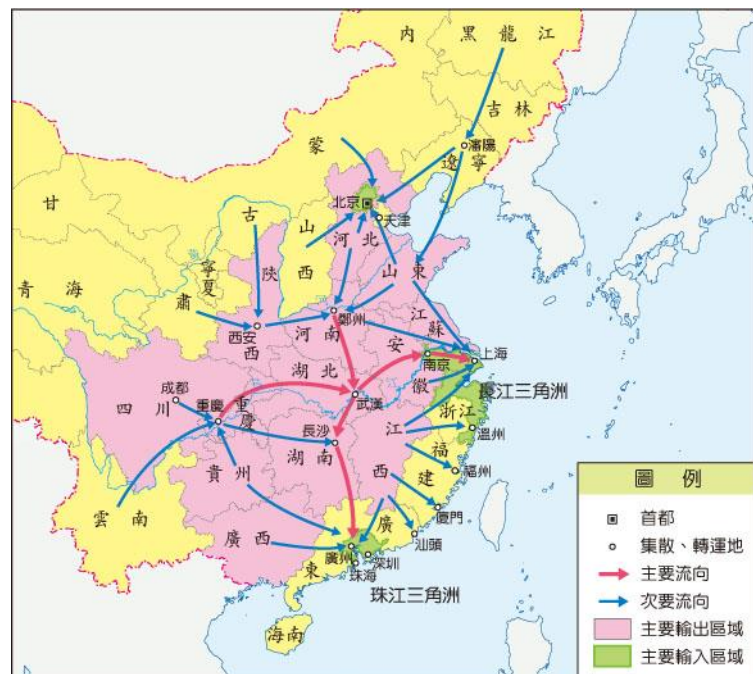 內
黑龍江
吉林
瀋陽
遼寧
蒙
北京
天津
甘
古
山西
河北
寧夏
陝西
山東
青海
肅
鄭州
江蘇
西安
河南
安徽
南京
上海
湖北
長江三角洲
成都
四川
重慶
重慶
武漢
浙江
長沙
江西
溫州
貴州
湖南
福建
福州
雲南
廈門
廣西
廣東
汕頭
廣州
深圳
珠海
珠江三角洲
海南
圖例
首都
集散、轉運地
主要流向
次要流向
主要輸出區域
主要輸入區域